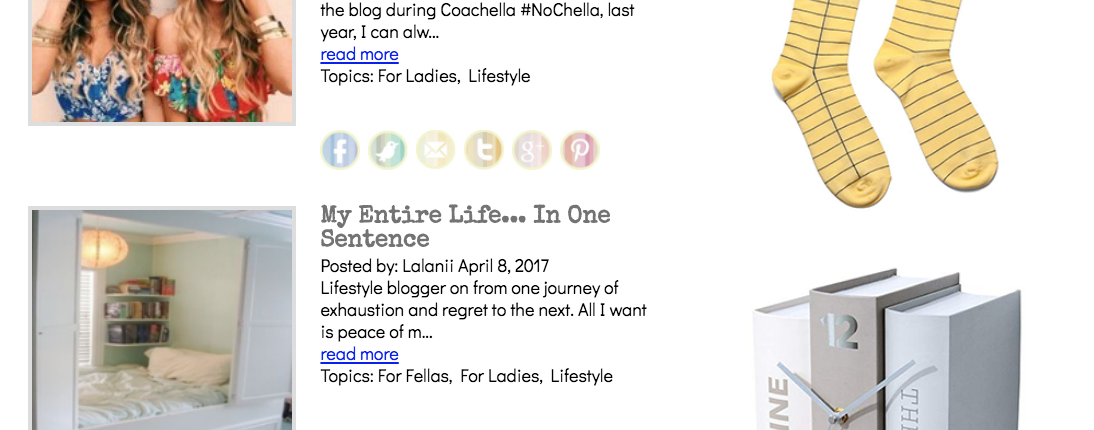 the blog during Coachella #NoChella, last
year, I can alw...
read more
Topics: For Ladies, Lifestyle
My Entire Life... In One
Sentence
Posted by: Lalanii April 8, 2017
Lifestyle blogger on from one journey of
exhaustion and regret to the next. All I want
is peace of m...
read more
Topics: For Fellas, For Ladies, Lifestyle
12
INE
THI